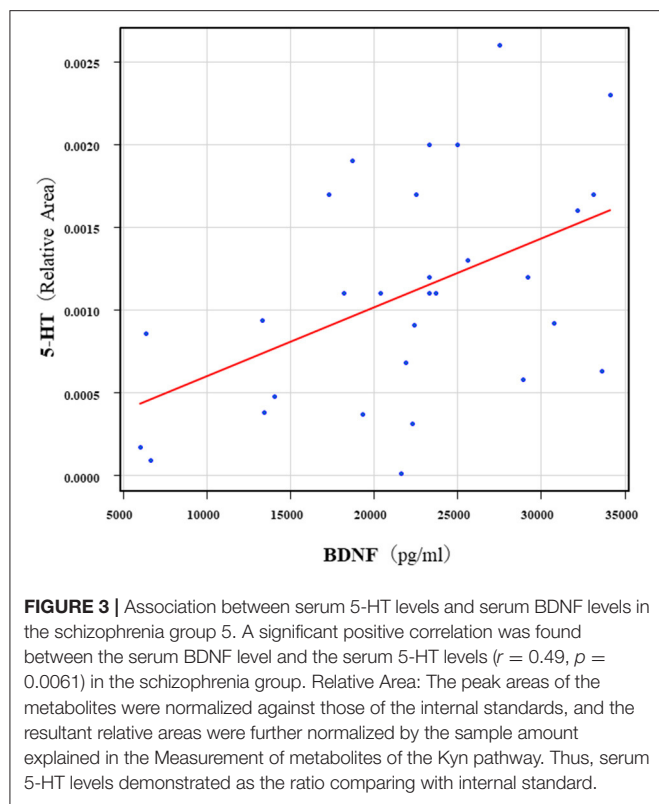 0.0025
0.0020
0.0015
0.0010
0.0005
0.0000
5-HT (Relative Area)
5000 10000 15000 20000 25000 30000 35000
BDNF (pg/ml)
FIGURE 3 | Association between serum 5-HT levels and serum BDNF levels in
the schizophrenia group 5. A significant positive correlation was found
between the serum BDNF level and the serum 5-HT levels (r = 0.49, p =
0.0061) in the schizophrenia group. Relative Area: The peak areas of the
metabolites were normalized against those of the internal standards, and the
resultant relative areas were further normalized by the sample amount
explained in the Measurement of metabolites of the Kyn pathway. Thus, serum
5-HT levels demonstrated as the ratio comparing with internal standard.